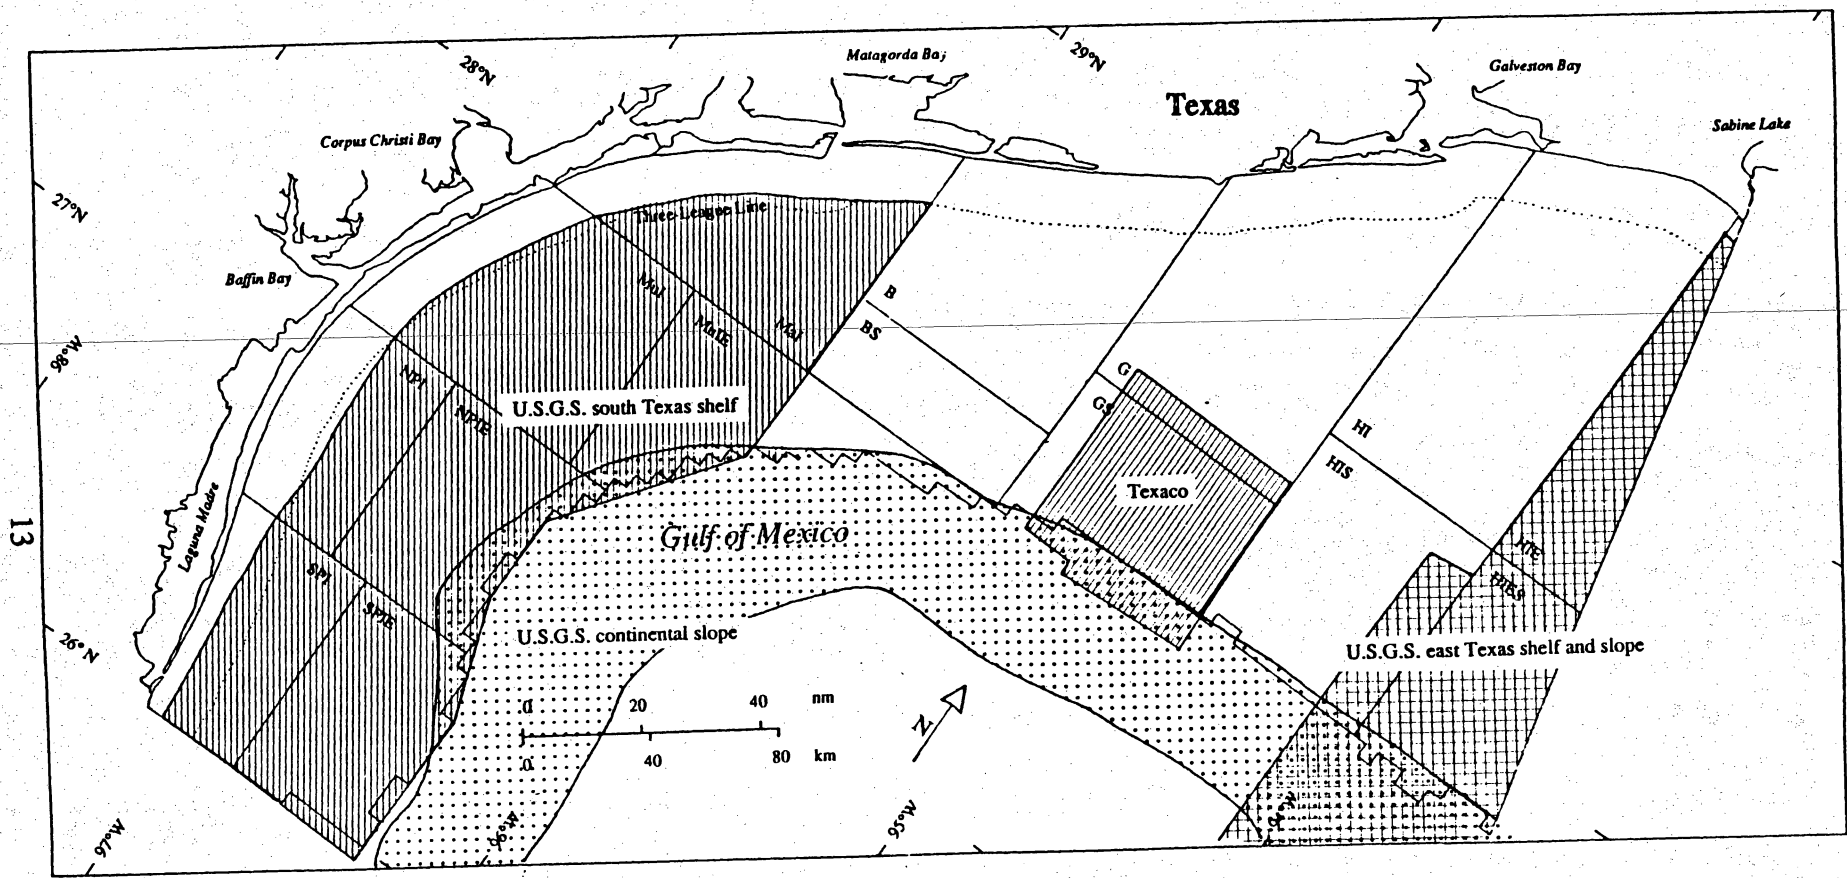 Matagorda Bay
29°N
28°N
Galveston Bay
Texas
Sabine Lake
Corpus Christi Bay
27°N
Three-League Line
Baffin Bay
MuI
B
MaI
BS
MuIE
98°W
G
NPI
GS
U.S.G.S. south Texas shelf
NPIE
HI
HIS
Texaco
Laguna Madre
13
Gulf of Mexico
HIE
SPI
HIES
SPIE
26°N
U.S.G.S. continental slope
U.S.G.S. east Texas shelf and slope
0 20 40 nm
N
0 40 80 km
97°W
96°W
95°W
94°W